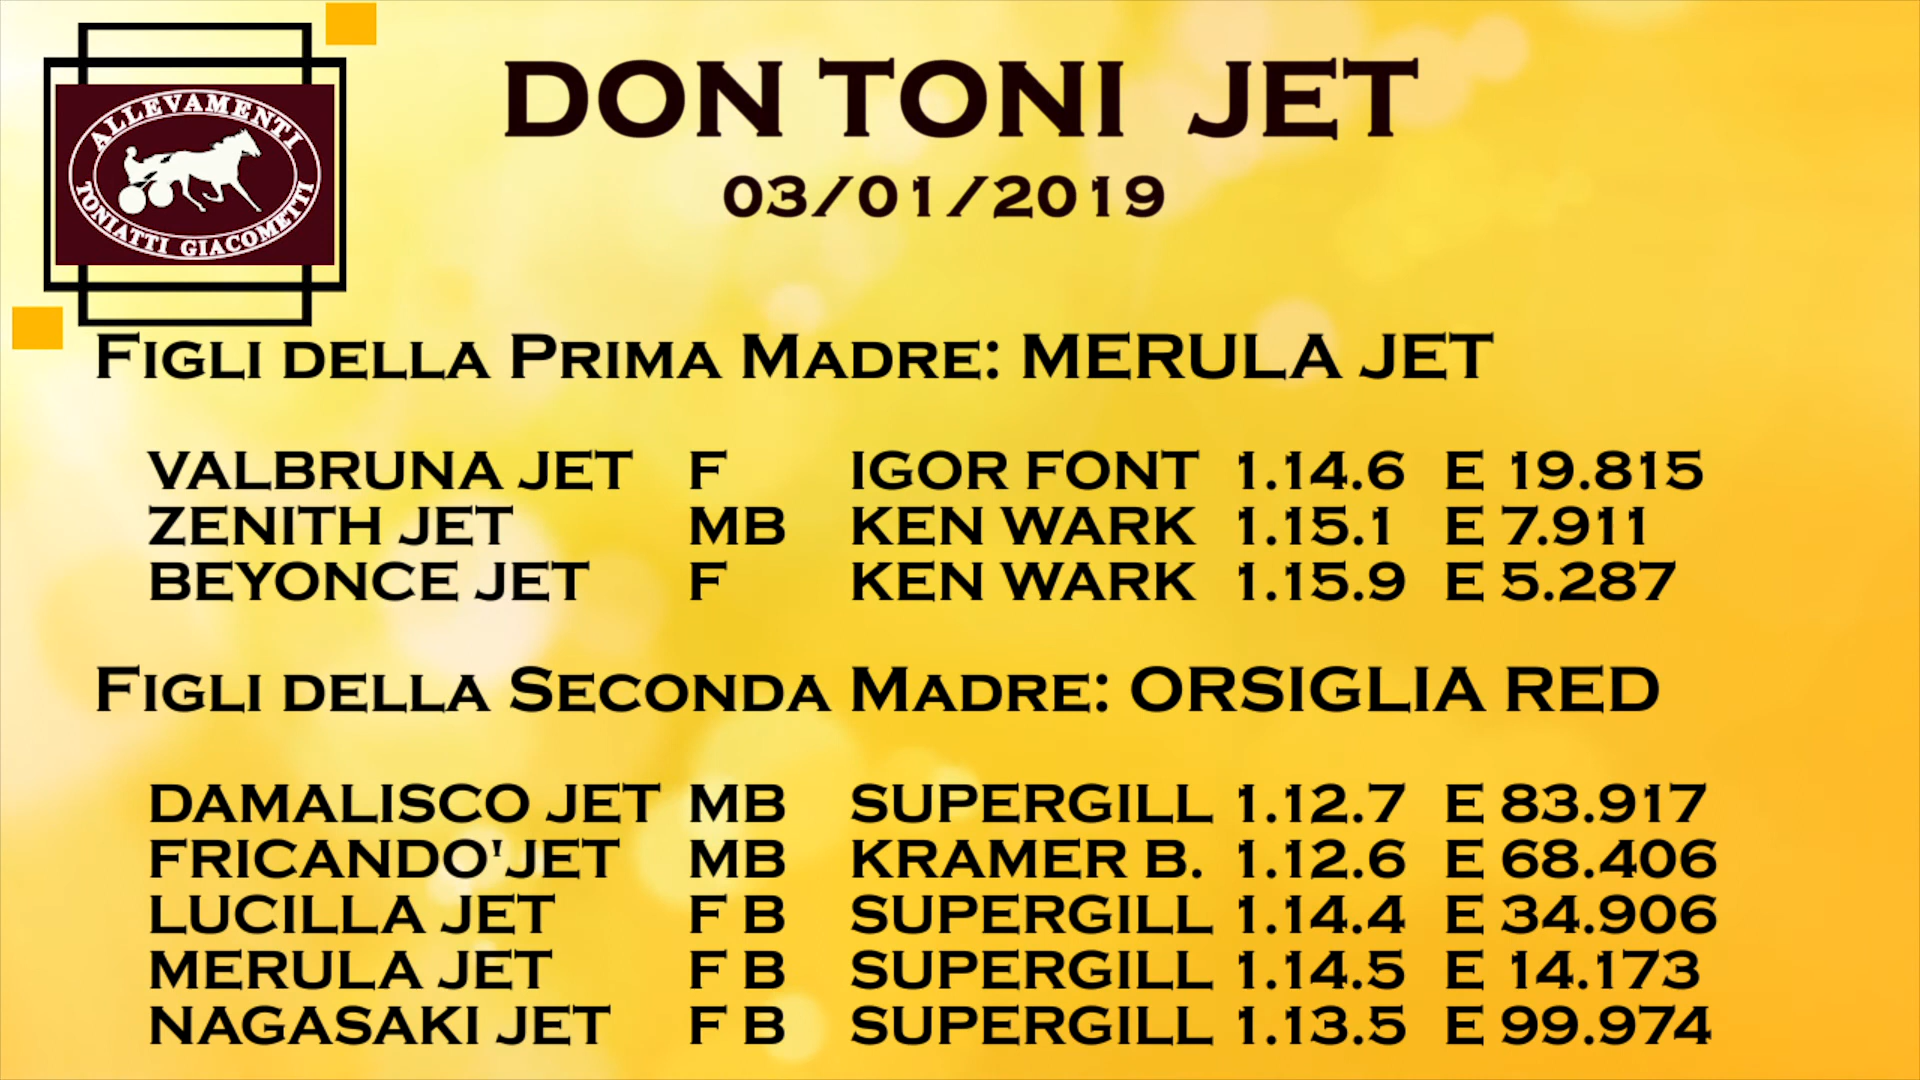 ALLEVAMENTI
TONIATTI GIACOMETTI
DON TONI JET
03/01/2019
FIGLI DELLA PRIMA MADRE: MERULA JET
VALBRUNA JET F IGOR FONT 1.14.6 E 19.815
ZENITH JET MB KEN WARK 1.15.1 E 7.911
BEYONCE JET F KEN WARK 1.15.9 E 5.287
FIGLI DELLA SECONDA MADRE: ORSIGLIA RED
DAMALISCO JET MB SUPERGILL 1.12.7 E 83.917
FRICANDO'JET MB KRAMER B. 1.12.6 E 68.406
LUCILLA JET F B SUPERGILL 1.14.4 E 34.906
MERULA JET F B SUPERGILL 1.14.5 E 14.173
NAGASAKI JET F B SUPERGILL 1.13.5 E 99.974